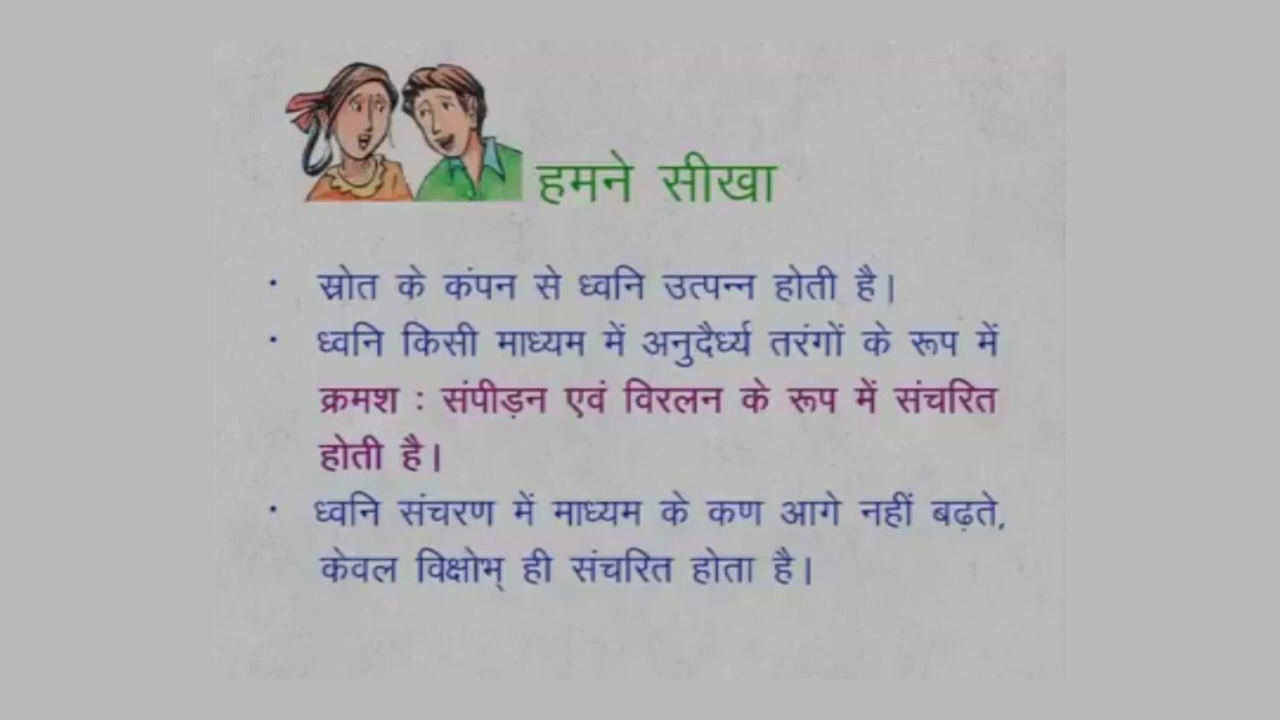 हमने सीखा
· स्रोत के कंपन से ध्वनि उत्पन्न होती है।
· ध्वनि किसी माध्यम में अनुदैर्ध्य तरंगों के रूप में
क्रमश : संपीड़न एवं विरलन के रूप में संचरित
होती है।
· ध्वनि संचरण में माध्यम के कण आगे नहीं बढ़ते,
केवल विक्षोभ् ही संचरित होता है।